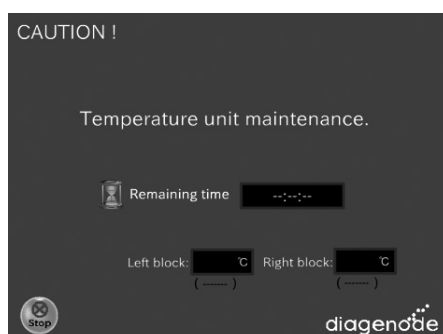 CAUTION !
Temperature unit maintenance.
Remaining time --:--:--
Left block: °C Right block: °C
( ------- ) ( ------- )
Stop
diagenode